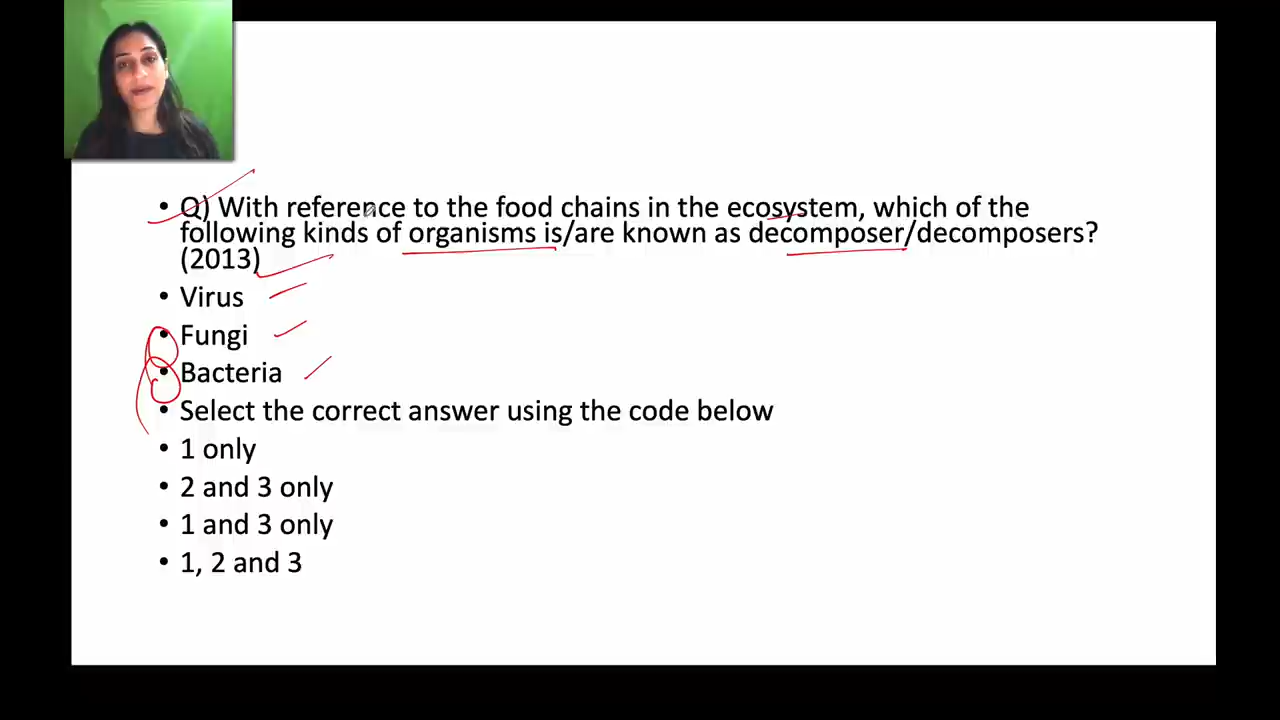 • Q) With reference to the food chains in the ecosystem, which of the
following kinds of organisms is/are known as decomposer/decomposers?
(2013)
• Virus
• Fungi
• Bacteria
• Select the correct answer using the code below
• 1 only
• 2 and 3 only
• 1 and 3 only
• 1, 2 and 3